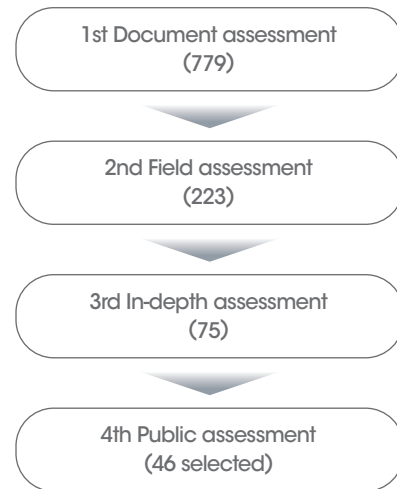 1st Document assessment
(779)
2nd Field assessment
(223)
3rd In-depth assessment
(75)
4th Public assessment
(46 selected)